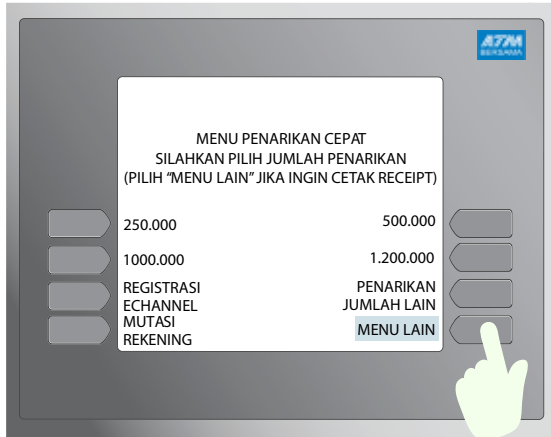 ATM
BERSAMA
MENU PENARIKAN CEPAT
SILAHKAN PILIH JUMLAH PENARIKAN
(PILIH “MENU LAIN” JIKA INGIN CETAK RECEIPT)
250.000
500.000
1000.000
1.200.000
REGISTRASI
ECHANNEL
PENARIKAN
JUMLAH LAIN
MUTASI
REKENING
MENU LAIN